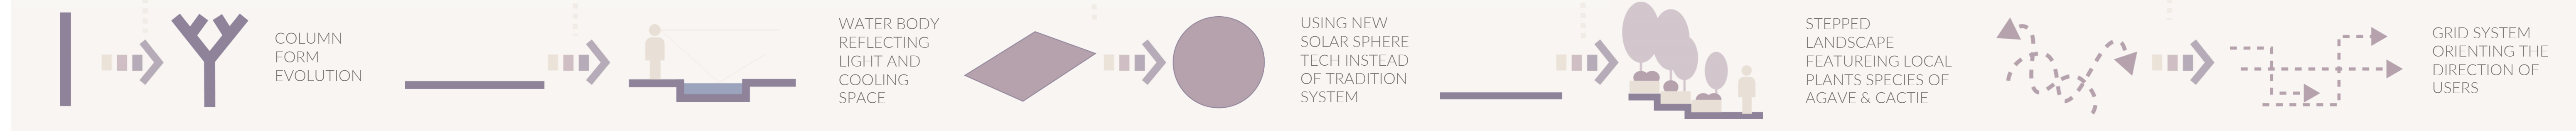 COLUMN
FORM
EVOLUTION
WATER BODY
REFLECTING
LIGHT AND
COOLING
SPACE
USING NEW
SOLAR SPHERE
TECH INSTEAD
OF TRADITION
SYSTEM
STEPPED
LANDSCAPE
FEATUREING LOCAL
PLANTS SPECIES OF
AGAVE & CACTIE
GRID SYSTEM
ORIENTING THE
DIRECTION OF
USERS